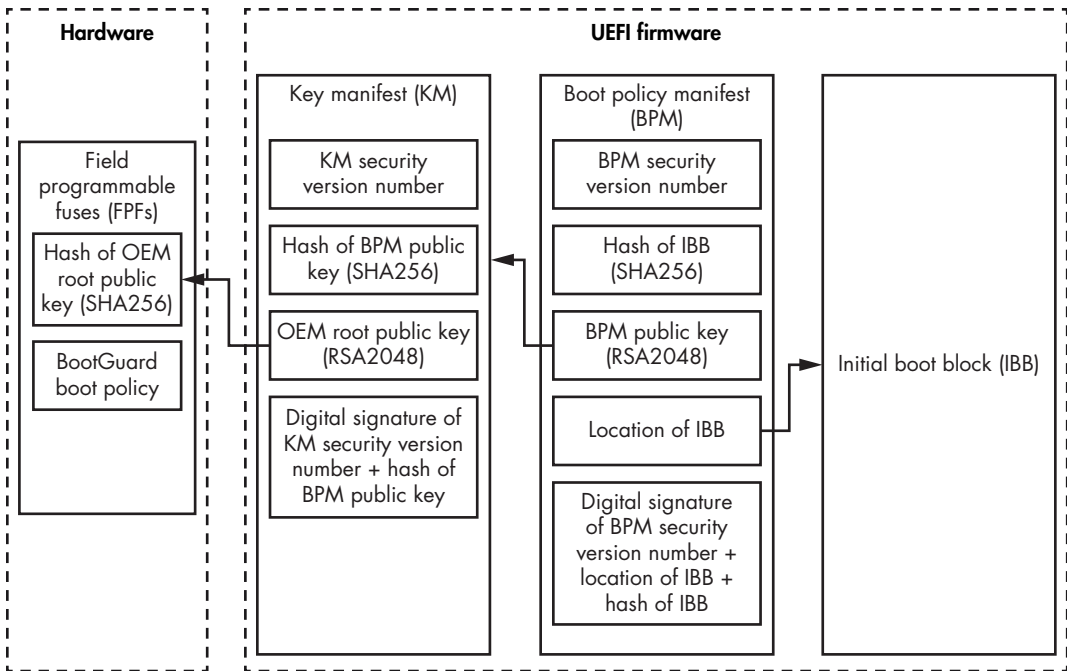 Hardware
UEFI firmware
Field
programmable
fuses (FPFs)
Hash of OEM
root public
key (SHA256)
BootGuard
boot policy
Key manifest (KM)
KM security
version number
Hash of BPM public
key (SHA256)
OEM root public key
(RSA2048)
Digital signature of
KM security version
number + hash of
BPM public key
Boot policy manifest
(BPM)
BPM security
version number
Hash of IBB
(SHA256)
BPM public key
(RSA2048)
Location of IBB
Digital signature
of BPM security
version number +
location of IBB +
hash of IBB
Initial boot block (IBB)